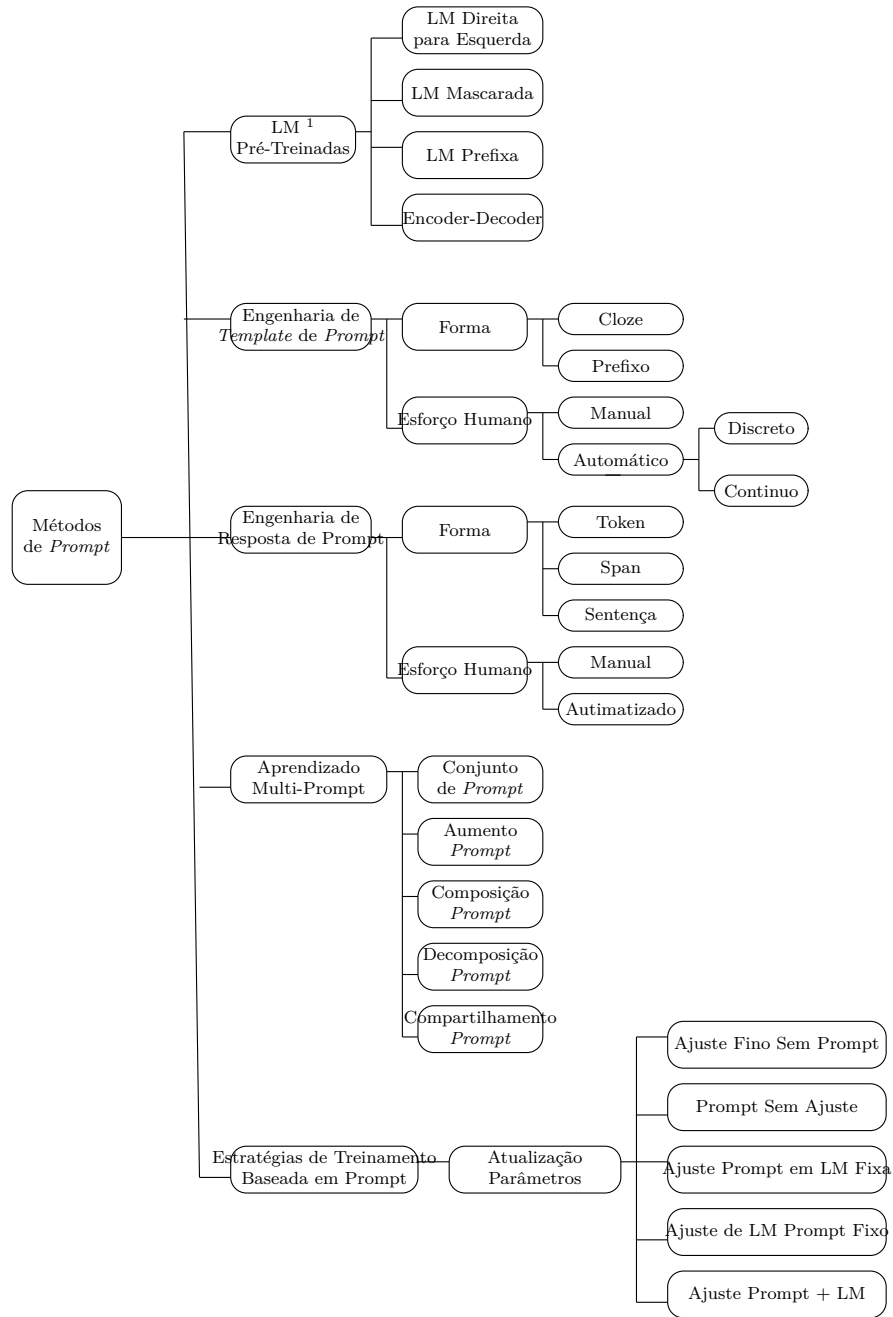 LM Direita
para Esquerda
LM Mascarada
LM ¹
Pré-Treinadas
LM Prefixa
Encoder-Decoder
Engenharia de
Template de Prompt
Forma
Cloze
Prefixo
Esforço Humano
Manual
Automático
Discreto
Continuo
Métodos
de Prompt
Engenharia de
Resposta de Prompt
Forma
Token
Span
Sentença
Esforço Humano
Manual
Autimatizado
Aprendizado
Multi-Prompt
Conjunto
de Prompt
Aumento
Prompt
Composição
Prompt
Decomposição
Prompt
Compartilhamento
Prompt
Estratégias de Treinamento
Baseada em Prompt
Atualização
Parâmetros
Ajuste Fino Sem Prompt
Prompt Sem Ajuste
Ajuste Prompt em LM Fixa
Ajuste de LM Prompt Fixo
Ajuste Prompt + LM